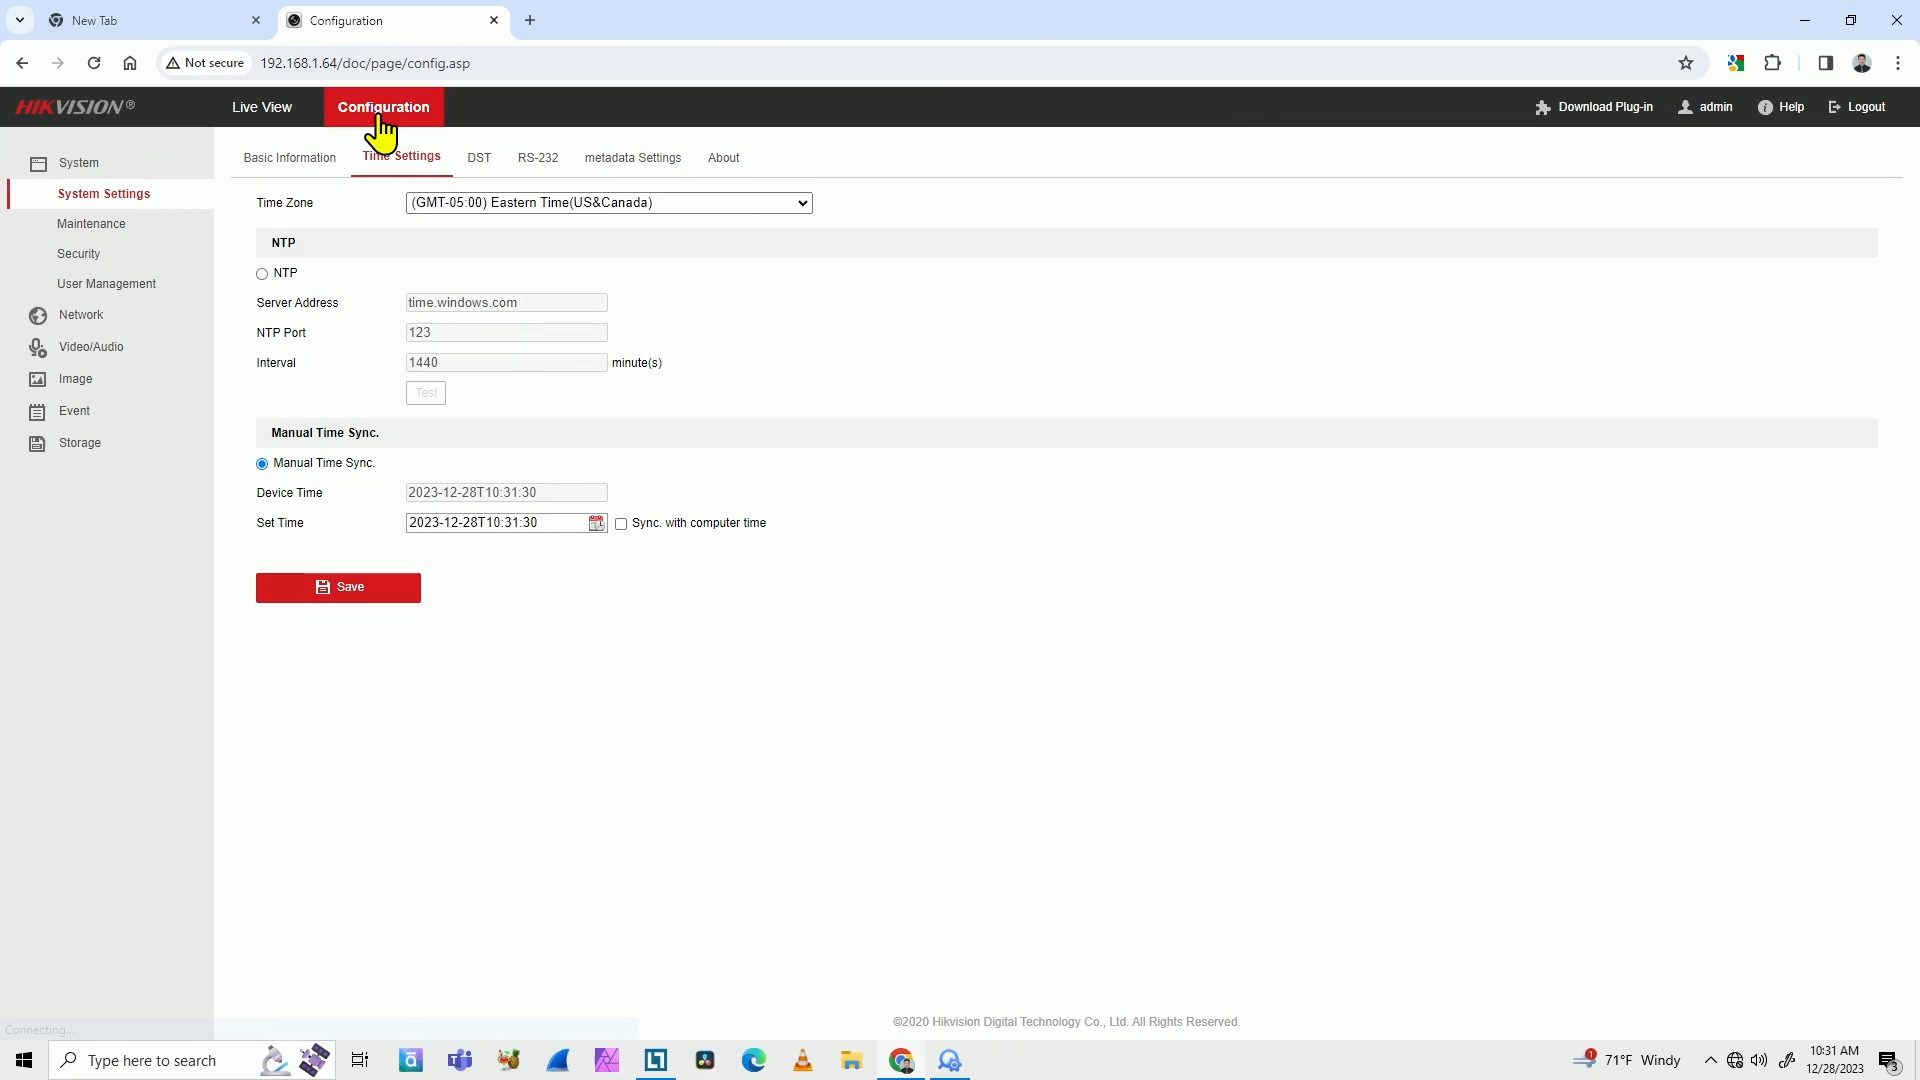 New Tab
Configuration
Not secure 192.168.1.64/doc/page/config.asp
HIKVISION® Live View Configuration Download Plug-in admin Help Logout
System
System Settings
Maintenance
Security
User Management
Network
Video/Audio
Image
Event
Storage
Basic Information Time Settings DST RS-232 metadata Settings About
Time Zone (GMT-05:00) Eastern Time(US&Canada)
NTP
NTP
Server Address time.windows.com
NTP Port 123
Interval 1440 minute(s)
Test
Manual Time Sync.
Manual Time Sync.
Device Time 2023-12-28T10:31:30
Set Time 2023-12-28T10:31:30 Sync. with computer time
Save
©2020 Hikvision Digital Technology Co., Ltd. All Rights Reserved.
Connecting...
Type here to search
1
71°F Windy
10:31 AM
12/28/2023
3